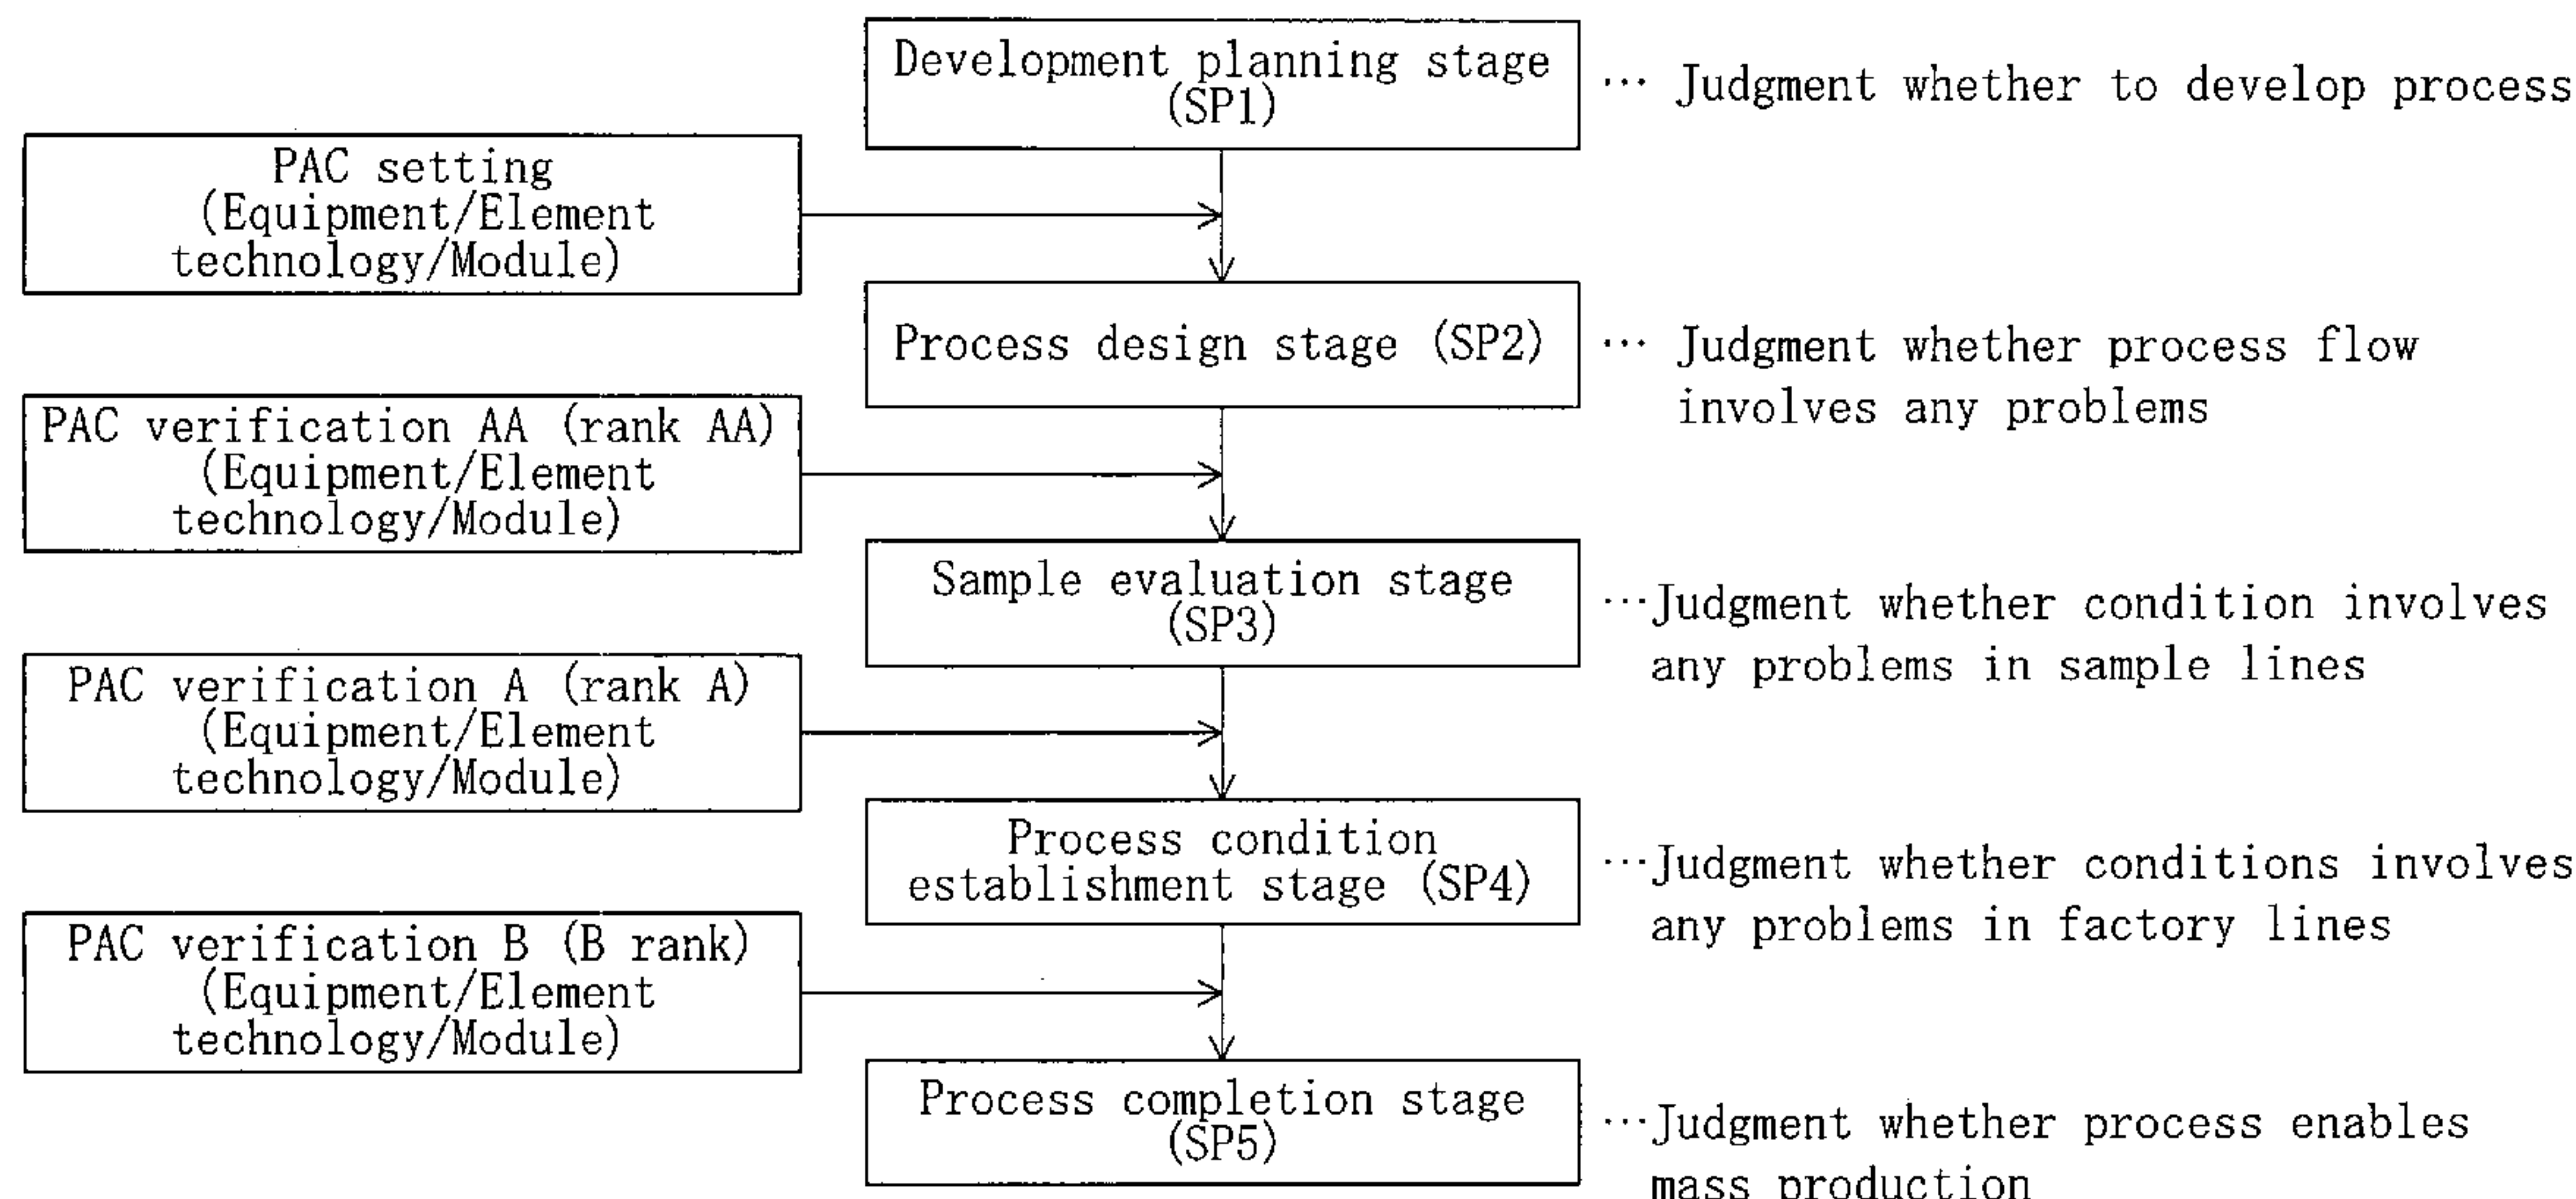 Development planning stage
(SP1)
... Judgment whether to develop process
PAC setting
(Equipment/Element
technology/Module)
Process design stage (SP2)
... Judgment whether process flow
involves any problems
PAC verification AA (rank AA)
(Equipment/Element
technology/Module)
Sample evaluation stage
(SP3)
...Judgment whether condition involves
any problems in sample lines
PAC verification A (rank A)
(Equipment/Element
technology/Module)
Process condition
establishment stage (SP4)
...Judgment whether conditions involves
any problems in factory lines
PAC verification B (B rank)
(Equipment/Element
technology/Module)
Process completion stage
(SP5)
...Judgment whether process enables
mass production